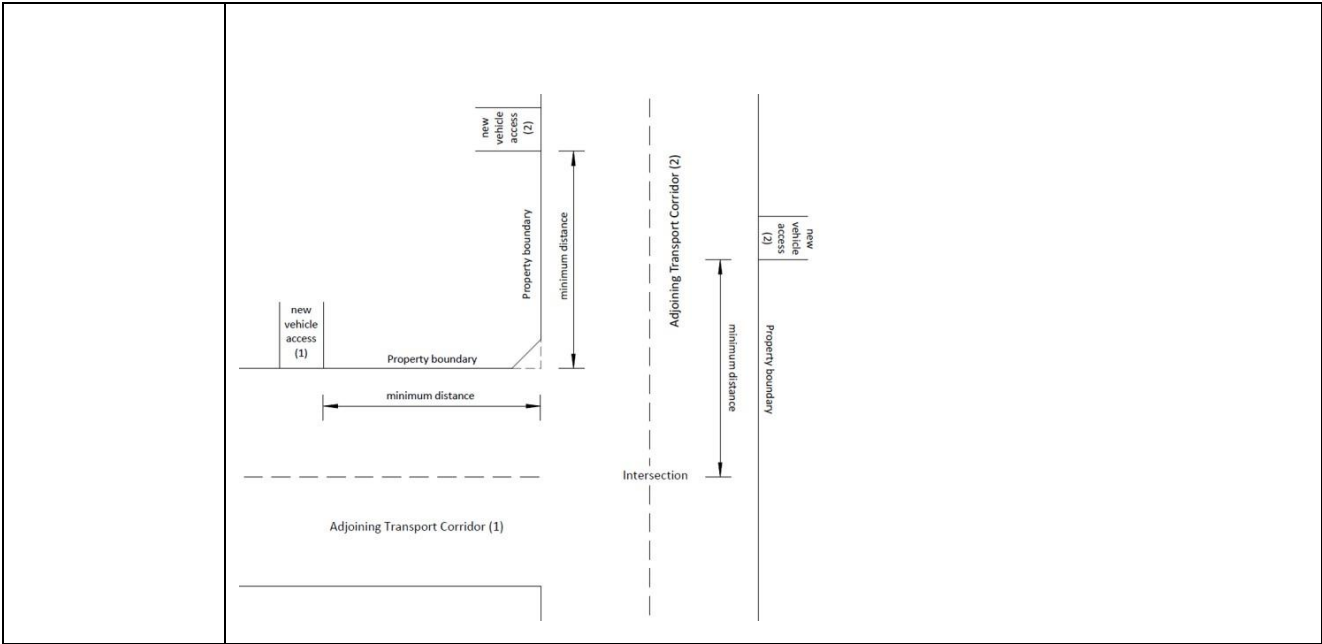 new
vehicle
access
(2)
Property boundary
minimum distance
Adjoining Transport Corridor (2)
new
vehicle
access
(2)
minimum distance
Property boundary
new
vehicle
access
(1)
Property boundary
minimum distance
Intersection
Adjoining Transport Corridor (1)